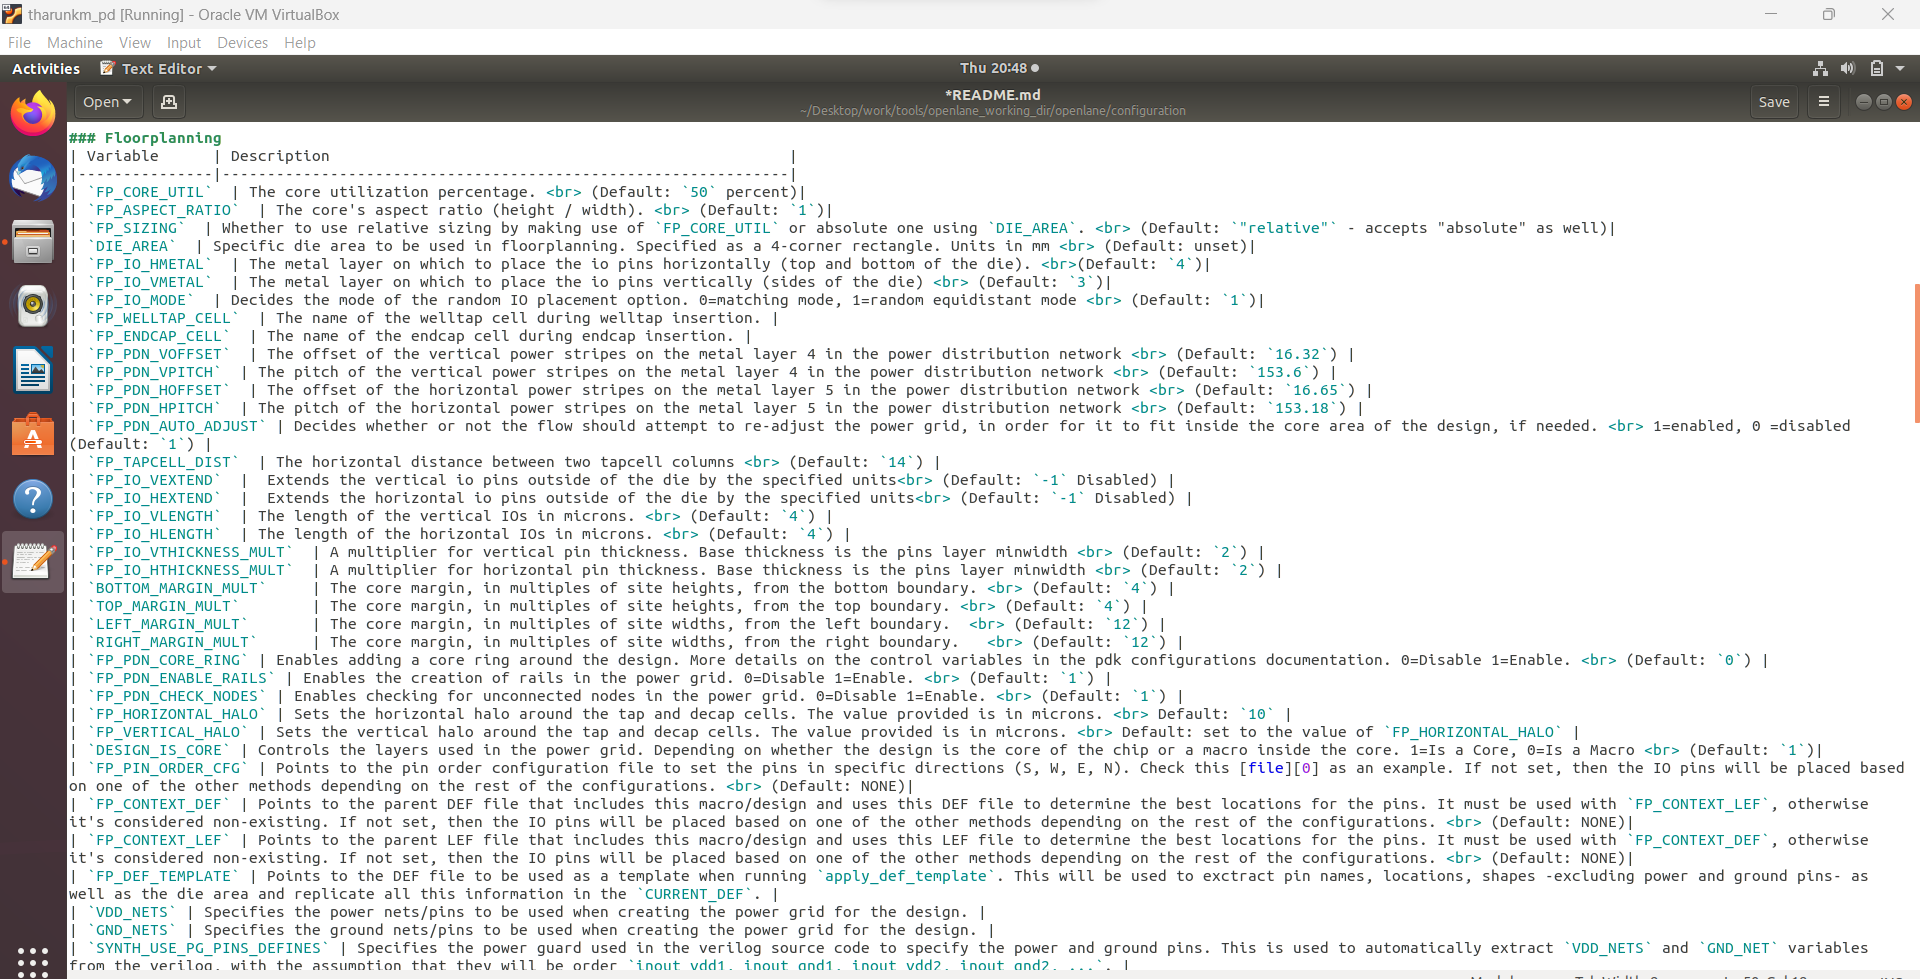 tharunkm_pd [Running] - Oracle VM VirtualBox
File Machine View Input Devices Help
Activities Text Editor Thu 20:48
Open *README.md Save
~/Desktop/work/tools/openlane_working_dir/openlane/configuration
### Floorplanning
| Variable      | Description                                                   |
|---------------|---------------------------------------------------------------|
| `FP_CORE_UTIL`  | The core utilization percentage. <br> (Default: `50` percent)|
| `FP_ASPECT_RATIO`  | The core's aspect ratio (height / width). <br> (Default: `1`)|
| `FP_SIZING`  | Whether to use relative sizing by making use of `FP_CORE_UTIL` or absolute one using `DIE_AREA`. <br> (Default: `"relative"` - accepts "absolute" as well)|
| `DIE_AREA`  | Specific die area to be used in floorplanning. Specified as a 4-corner rectangle. Units in mm <br> (Default: unset)|
| `FP_IO_HMETAL`  | The metal layer on which to place the io pins horizontally (top and bottom of the die). <br>(Default: `4`)|
| `FP_IO_VMETAL`  | The metal layer on which to place the io pins vertically (sides of the die) <br> (Default: `3`)|
| `FP_IO_MODE`  | Decides the mode of the random IO placement option. 0=matching mode, 1=random equidistant mode <br> (Default: `1`)|
| `FP_WELLTAP_CELL`  | The name of the welltap cell during welltap insertion. |
| `FP_ENDCAP_CELL`  | The name of the endcap cell during endcap insertion. |
| `FP_PDN_VOFFSET`  | The offset of the vertical power stripes on the metal layer 4 in the power distribution network <br> (Default: `16.32`) |
| `FP_PDN_VPITCH`  | The pitch of the vertical power stripes on the metal layer 4 in the power distribution network <br> (Default: `153.6`) |
| `FP_PDN_HOFFSET`  | The offset of the horizontal power stripes on the metal layer 5 in the power distribution network <br> (Default: `16.65`) |
| `FP_PDN_HPITCH`  | The pitch of the horizontal power stripes on the metal layer 5 in the power distribution network <br> (Default: `153.18`) |
| `FP_PDN_AUTO_ADJUST` | Decides whether or not the flow should attempt to re-adjust the power grid, in order for it to fit inside the core area of the design, if needed. <br> 1=enabled, 0 =disabled
(Default: `1`) |
| `FP_TAPCELL_DIST`  | The horizontal distance between two tapcell columns <br> (Default: `14`) |
| `FP_IO_VEXTEND`  |  Extends the vertical io pins outside of the die by the specified units<br> (Default: `-1` Disabled) |
| `FP_IO_HEXTEND`  |  Extends the horizontal io pins outside of the die by the specified units<br> (Default: `-1` Disabled) |
| `FP_IO_VLENGTH`  | The length of the vertical IOs in microns. <br> (Default: `4`) |
| `FP_IO_HLENGTH`  | The length of the horizontal IOs in microns. <br> (Default: `4`) |
| `FP_IO_VTHICKNESS_MULT`  | A multiplier for vertical pin thickness. Base thickness is the pins layer minwidth <br> (Default: `2`) |
| `FP_IO_HTHICKNESS_MULT`  | A multiplier for horizontal pin thickness. Base thickness is the pins layer minwidth <br> (Default: `2`) |
| `BOTTOM_MARGIN_MULT`     | The core margin, in multiples of site heights, from the bottom boundary. <br> (Default: `4`) |
| `TOP_MARGIN_MULT`        | The core margin, in multiples of site heights, from the top boundary. <br> (Default: `4`) |
| `LEFT_MARGIN_MULT`       | The core margin, in multiples of site widths, from the left boundary.  <br> (Default: `12`) |
| `RIGHT_MARGIN_MULT`      | The core margin, in multiples of site widths, from the right boundary.   <br> (Default: `12`) |
| `FP_PDN_CORE_RING` | Enables adding a core ring around the design. More details on the control variables in the pdk configurations documentation. 0=Disable 1=Enable. <br> (Default: `0`) |
| `FP_PDN_ENABLE_RAILS` | Enables the creation of rails in the power grid. 0=Disable 1=Enable. <br> (Default: `1`) |
| `FP_PDN_CHECK_NODES` | Enables checking for unconnected nodes in the power grid. 0=Disable 1=Enable. <br> (Default: `1`) |
| `FP_HORIZONTAL_HALO` | Sets the horizontal halo around the tap and decap cells. The value provided is in microns. <br> Default: `10` |
| `FP_VERTICAL_HALO` | Sets the vertical halo around the tap and decap cells. The value provided is in microns. <br> Default: set to the value of `FP_HORIZONTAL_HALO` |
| `DESIGN_IS_CORE` | Controls the layers used in the power grid. Depending on whether the design is the core of the chip or a macro inside the core. 1=Is a Core, 0=Is a Macro <br> (Default: `1`)|
| `FP_PIN_ORDER_CFG` | Points to the pin order configuration file to set the pins in specific directions (S, W, E, N). Check this [file][0] as an example. If not set, then the IO pins will be placed based
on one of the other methods depending on the rest of the configurations. <br> (Default: NONE)|
| `FP_CONTEXT_DEF` | Points to the parent DEF file that includes this macro/design and uses this DEF file to determine the best locations for the pins. It must be used with `FP_CONTEXT_LEF`, otherwise
it's considered non-existing. If not set, then the IO pins will be placed based on one of the other methods depending on the rest of the configurations. <br> (Default: NONE)|
| `FP_CONTEXT_LEF` | Points to the parent LEF file that includes this macro/design and uses this LEF file to determine the best locations for the pins. It must be used with `FP_CONTEXT_DEF`, otherwise
it's considered non-existing. If not set, then the IO pins will be placed based on one of the other methods depending on the rest of the configurations. <br> (Default: NONE)|
| `FP_DEF_TEMPLATE` | Points to the DEF file to be used as a template when running `apply_def_template`. This will be used to exctract pin names, locations, shapes -excluding power and ground pins- as
well as the die area and replicate all this information in the `CURRENT_DEF`. |
| `VDD_NETS` | Specifies the power nets/pins to be used when creating the power grid for the design. |
| `GND_NETS` | Specifies the ground nets/pins to be used when creating the power grid for the design. |
| `SYNTH_USE_PG_PINS_DEFINES` | Specifies the power guard used in the verilog source code to specify the power and ground pins. This is used to automatically extract `VDD_NETS` and `GND_NET` variables
from the verilog, with the assumption that they will be order `inout vdd1, inout gnd1, inout vdd2, inout gnd2, ...`. |